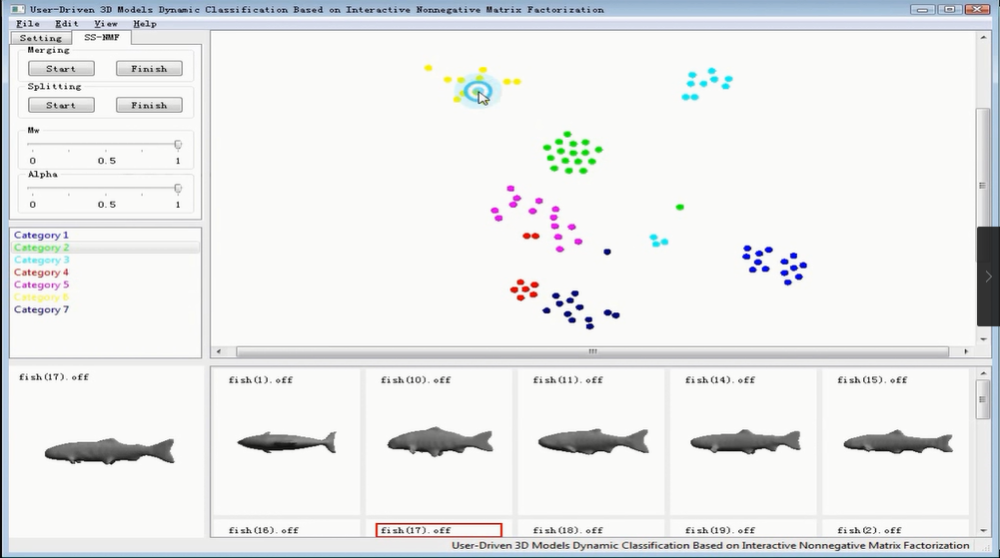 User-Driven 3D Models Dynamic Classification Based on Interactive Nonnegative Matrix Factorization
File Edit View Help
Setting SS-NMF
Merging
Start Finish
Splitting
Start Finish
Mw
0 0.5 1
Alpha
0 0.5 1
Category 1
Category 2
Category 3
Category 4
Category 5
Category 6
Category 7
fish(17).off
fish(1).off fish(10).off fish(11).off fish(14).off fish(15).off
fish(16).off fish(17).off fish(18).off fish(19).off fish(2).off
User-Driven 3D Models Dynamic Classification Based on Interactive Nonnegative Matrix Factorization